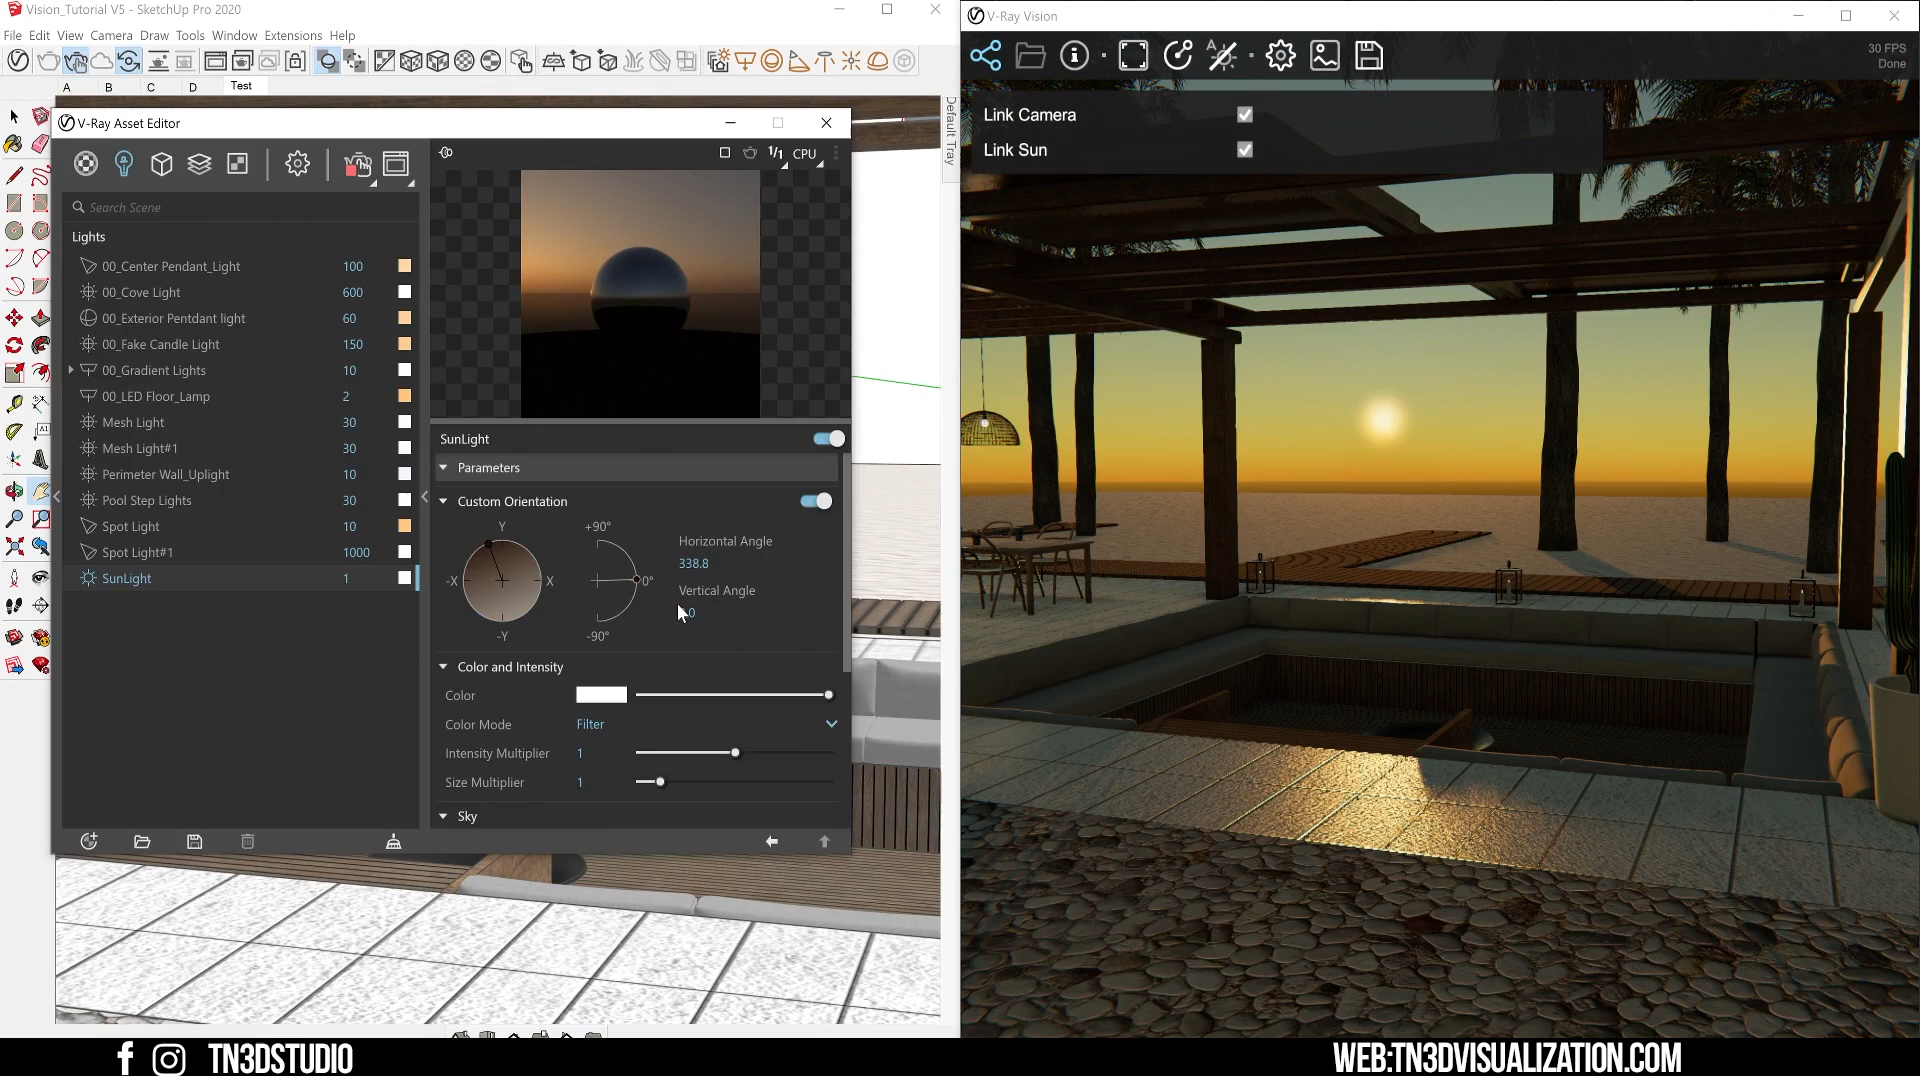 Vision_Tutorial V5 - SketchUp Pro 2020
File Edit View Camera Draw Tools Window Extensions Help
A B C D Test
V-Ray Asset Editor
1/1 CPU
Search Scene
Lights
00_Center Pendant_Light 100
00_Cove Light 600
00_Exterior Pentdant light 60
00_Fake Candle Light 150
00_Gradient Lights 10
00_LED Floor_Lamp 2
Mesh Light 30
Mesh Light#1 30
Perimeter Wall_Uplight 10
Pool Step Lights 30
Spot Light 10
Spot Light#1 1000
SunLight 1
SunLight
Parameters
Custom Orientation
Y
-X X
-Y
+90°
0°
-90°
Horizontal Angle
338.8
Vertical Angle
Color and Intensity
Color
Color Mode Filter
Intensity Multiplier 1
Size Multiplier 1
Sky
Default Tray
V-Ray Vision
30 FPS
Done
Link Camera
Link Sun
TN3DSTUDIO
WEB:TN3DVISUALIZATION.COM